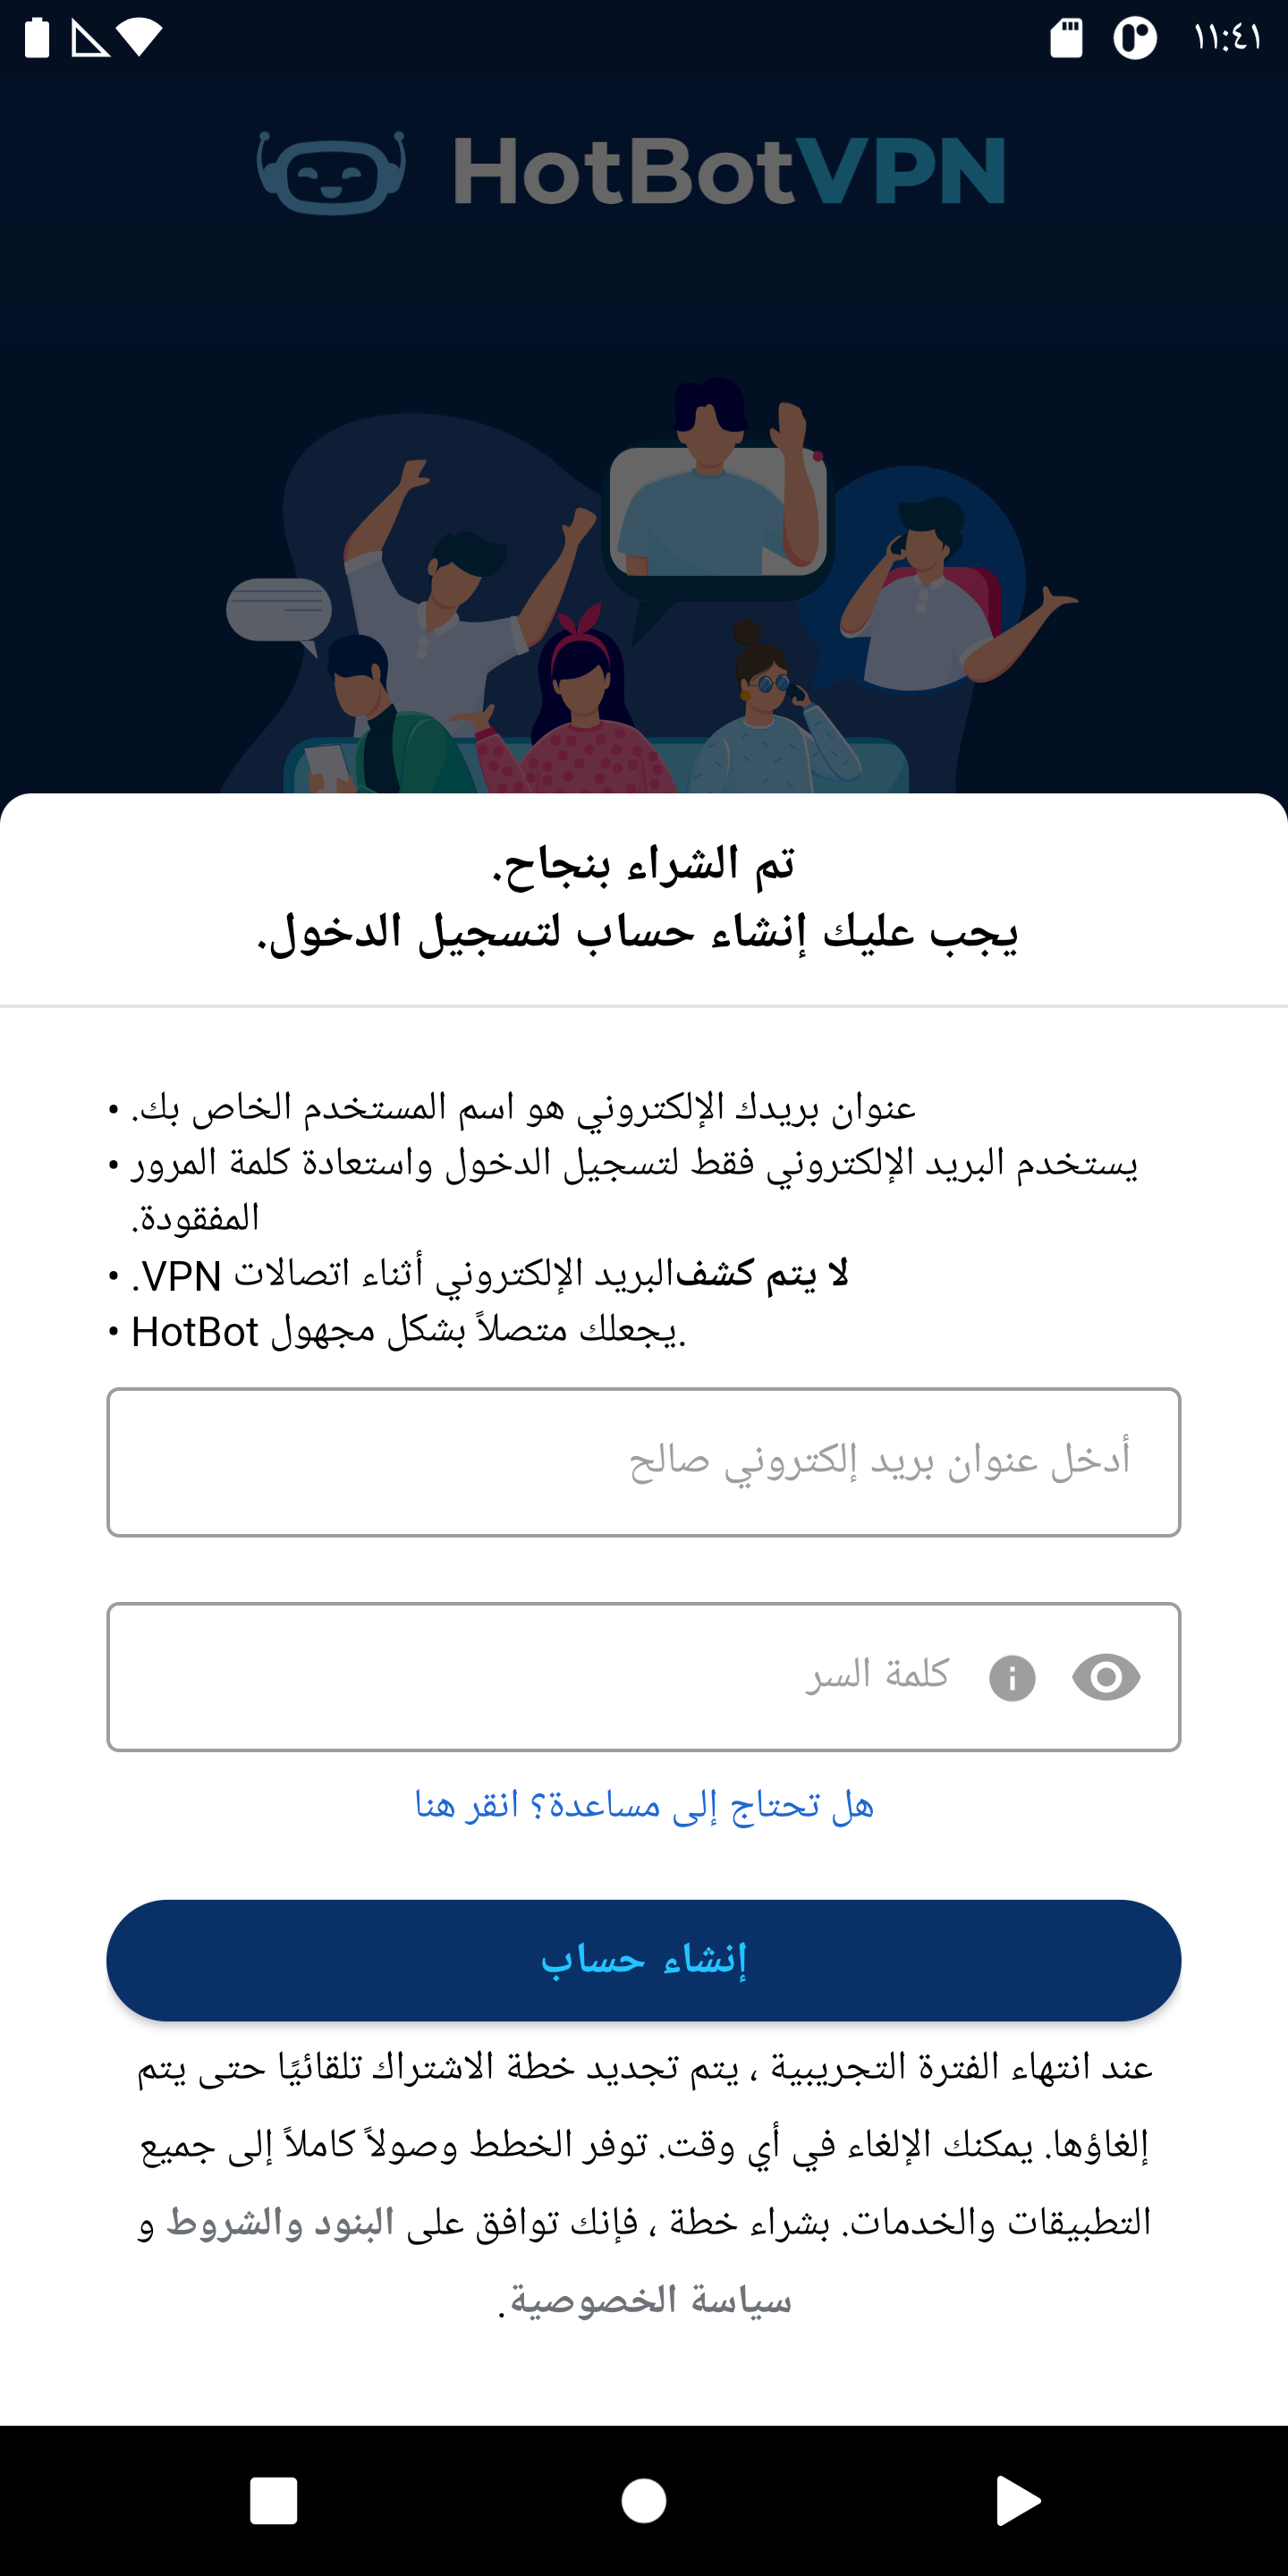 ١١:٤١
HotBotVPN
تم الشراء بنجاح.
يجب عليك إنشاء حساب لتسجيل الدخول.
• عنوان بريدك الإلكتروني هو اسم المستخدم الخاص بك.
• يستخدم البريد الإلكتروني فقط لتسجيل الدخول واستعادة كلمة المرور
المفقودة.
• لا يتم كشفالبريد الإلكتروني أثناء اتصالات VPN.
• HotBot يجعلك متصلاً بشكل مجهول.
أدخل عنوان بريد إلكتروني صالح
كلمة السر
هل تحتاج إلى مساعدة؟ انقر هنا
إنشاء حساب
عند انتهاء الفترة التجريبية ، يتم تجديد خطة الاشتراك تلقائيًا حتى يتم
إلغاؤها. يمكنك الإلغاء في أي وقت. توفر الخطط وصولاً كاملاً إلى جميع
التطبيقات والخدمات. بشراء خطة ، فإنك توافق على البنود والشروط و
سياسة الخصوصية.